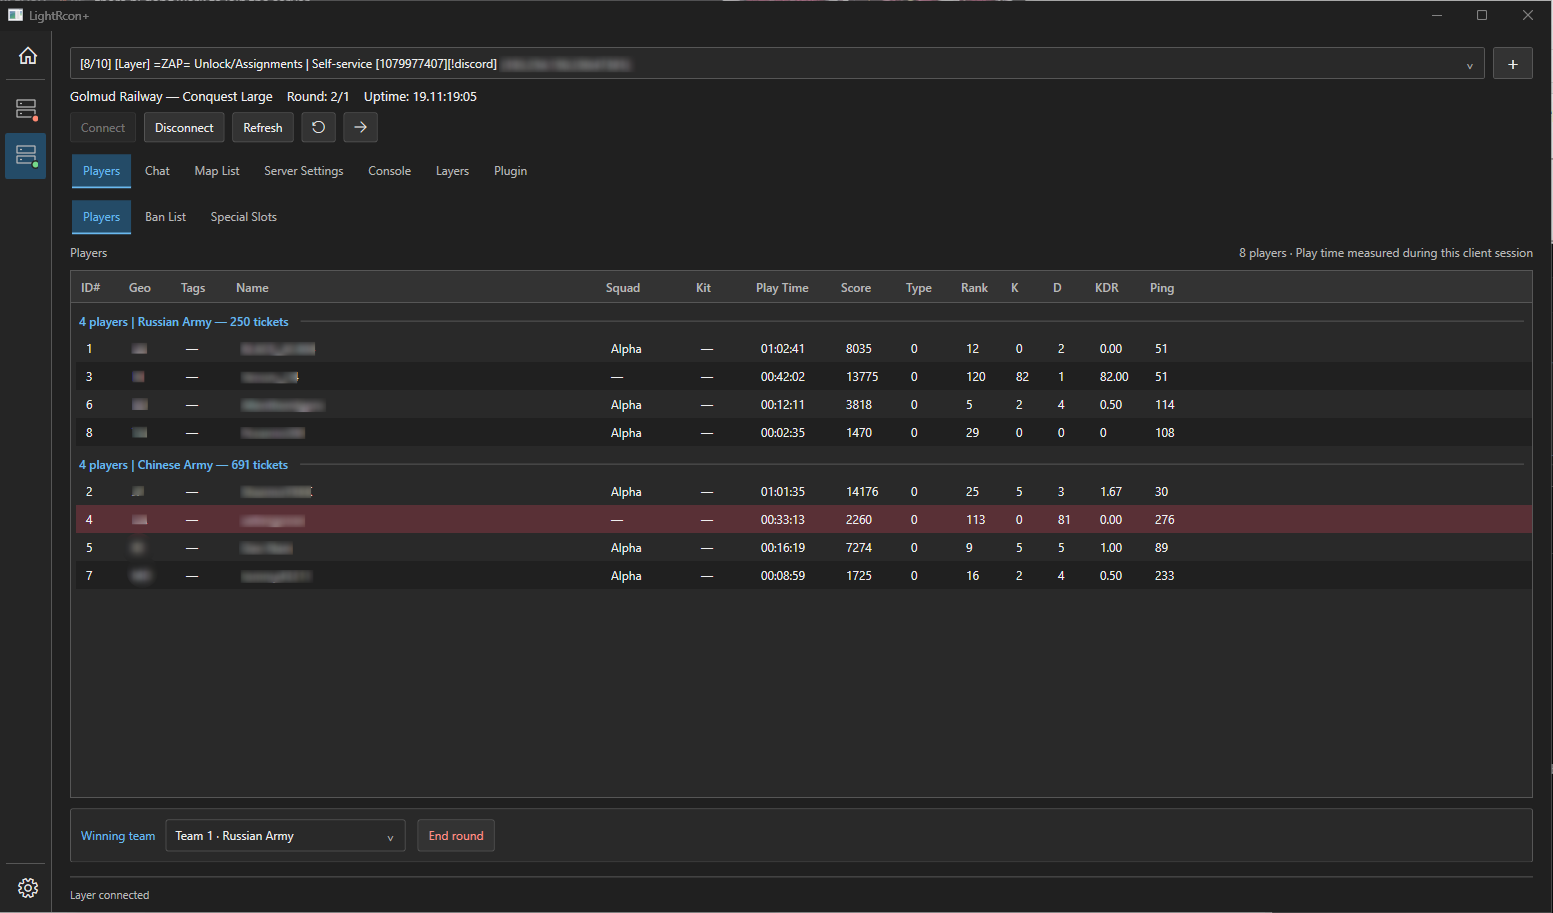 LightRcon+
[8/10] [Layer] =ZAP= Unlock/Assignments | Self-service [1079977407][!discord]
+
Golmud Railway — Conquest Large Round: 2/1 Uptime: 19.11:19:05
Connect Disconnect Refresh
Players Chat Map List Server Settings Console Layers Plugin
Players Ban List Special Slots
Players 8 players · Play time measured during this client session
ID# Geo Tags Name Squad Kit Play Time Score Type Rank K D KDR Ping
4 players | Russian Army — 250 tickets
1 — Alpha — 01:02:41 8035 0 12 0 2 0.00 51
3 — — — 00:42:02 13775 0 120 82 1 82.00 51
6 — Alpha — 00:12:11 3818 0 5 2 4 0.50 114
8 — Alpha — 00:02:35 1470 0 29 0 0 0 108
4 players | Chinese Army — 691 tickets
2 — Alpha — 01:01:35 14176 0 25 5 3 1.67 30
4 — — — 00:33:13 2260 0 113 0 81 0.00 276
5 — Alpha — 00:16:19 7274 0 9 5 5 1.00 89
7 — Alpha — 00:08:59 1725 0 16 2 4 0.50 233
Winning team Team 1 · Russian Army End round
Layer connected